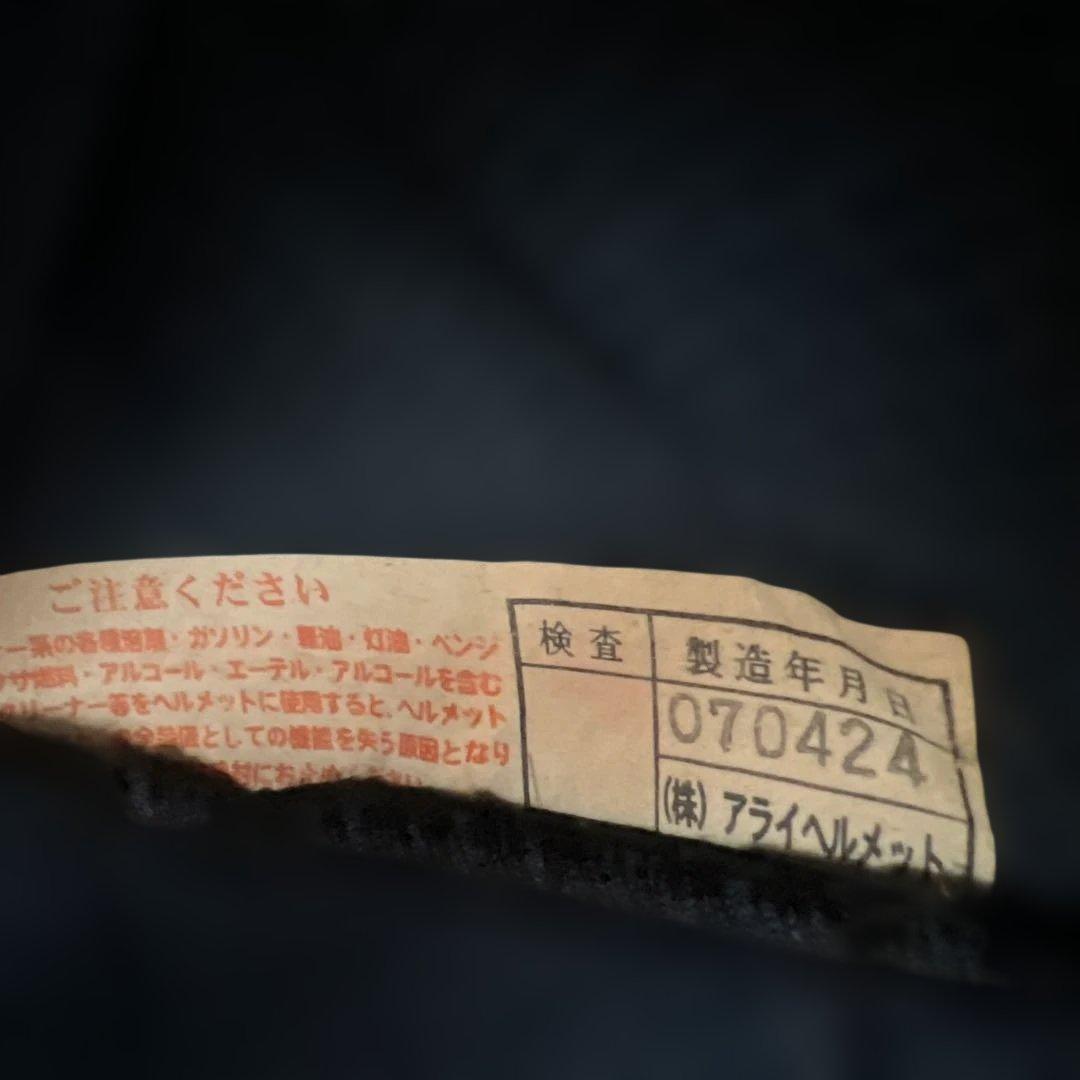 ご注意ください
系の各種溶剤・ガソリン・軽油・灯油・ベンジ
アルコール・エーテル・アルコールを含む
クリーナー等をヘルメットに使用すると、ヘルメット
としての機能を失う原因となり
検査
製造年月日
070424
(株) アライヘルメット